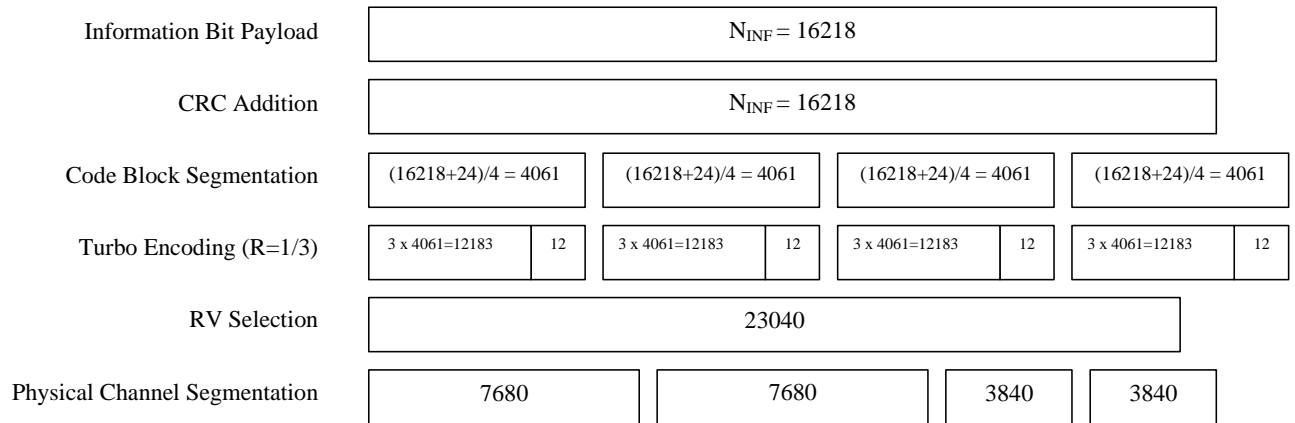 Information Bit Payload N_INF = 16218
CRC Addition N_INF = 16218
Code Block Segmentation (16218+24)/4 = 4061 (16218+24)/4 = 4061 (16218+24)/4 = 4061 (16218+24)/4 = 4061
Turbo Encoding (R=1/3) 3 x 4061=12183 12 3 x 4061=12183 12 3 x 4061=12183 12 3 x 4061=12183 12
RV Selection 23040
Physical Channel Segmentation 7680 7680 3840 3840